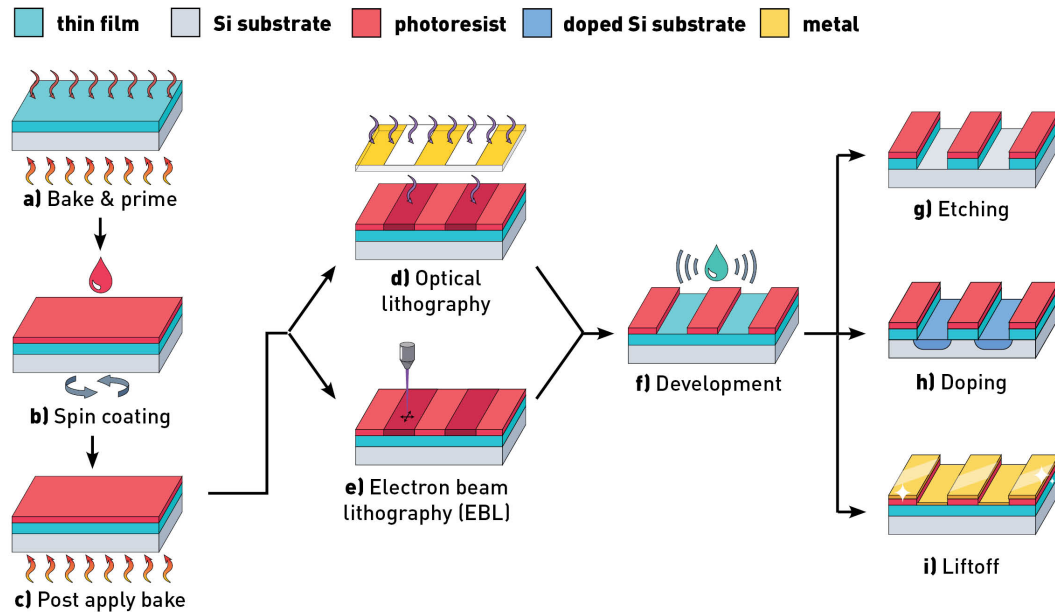 thin film
Si substrate
photoresist
doped Si substrate
metal
a) Bake & prime
b) Spin coating
c) Post apply bake
d) Optical
lithography
e) Electron beam
lithography (EBL)
f) Development
g) Etching
h) Doping
i) Liftoff